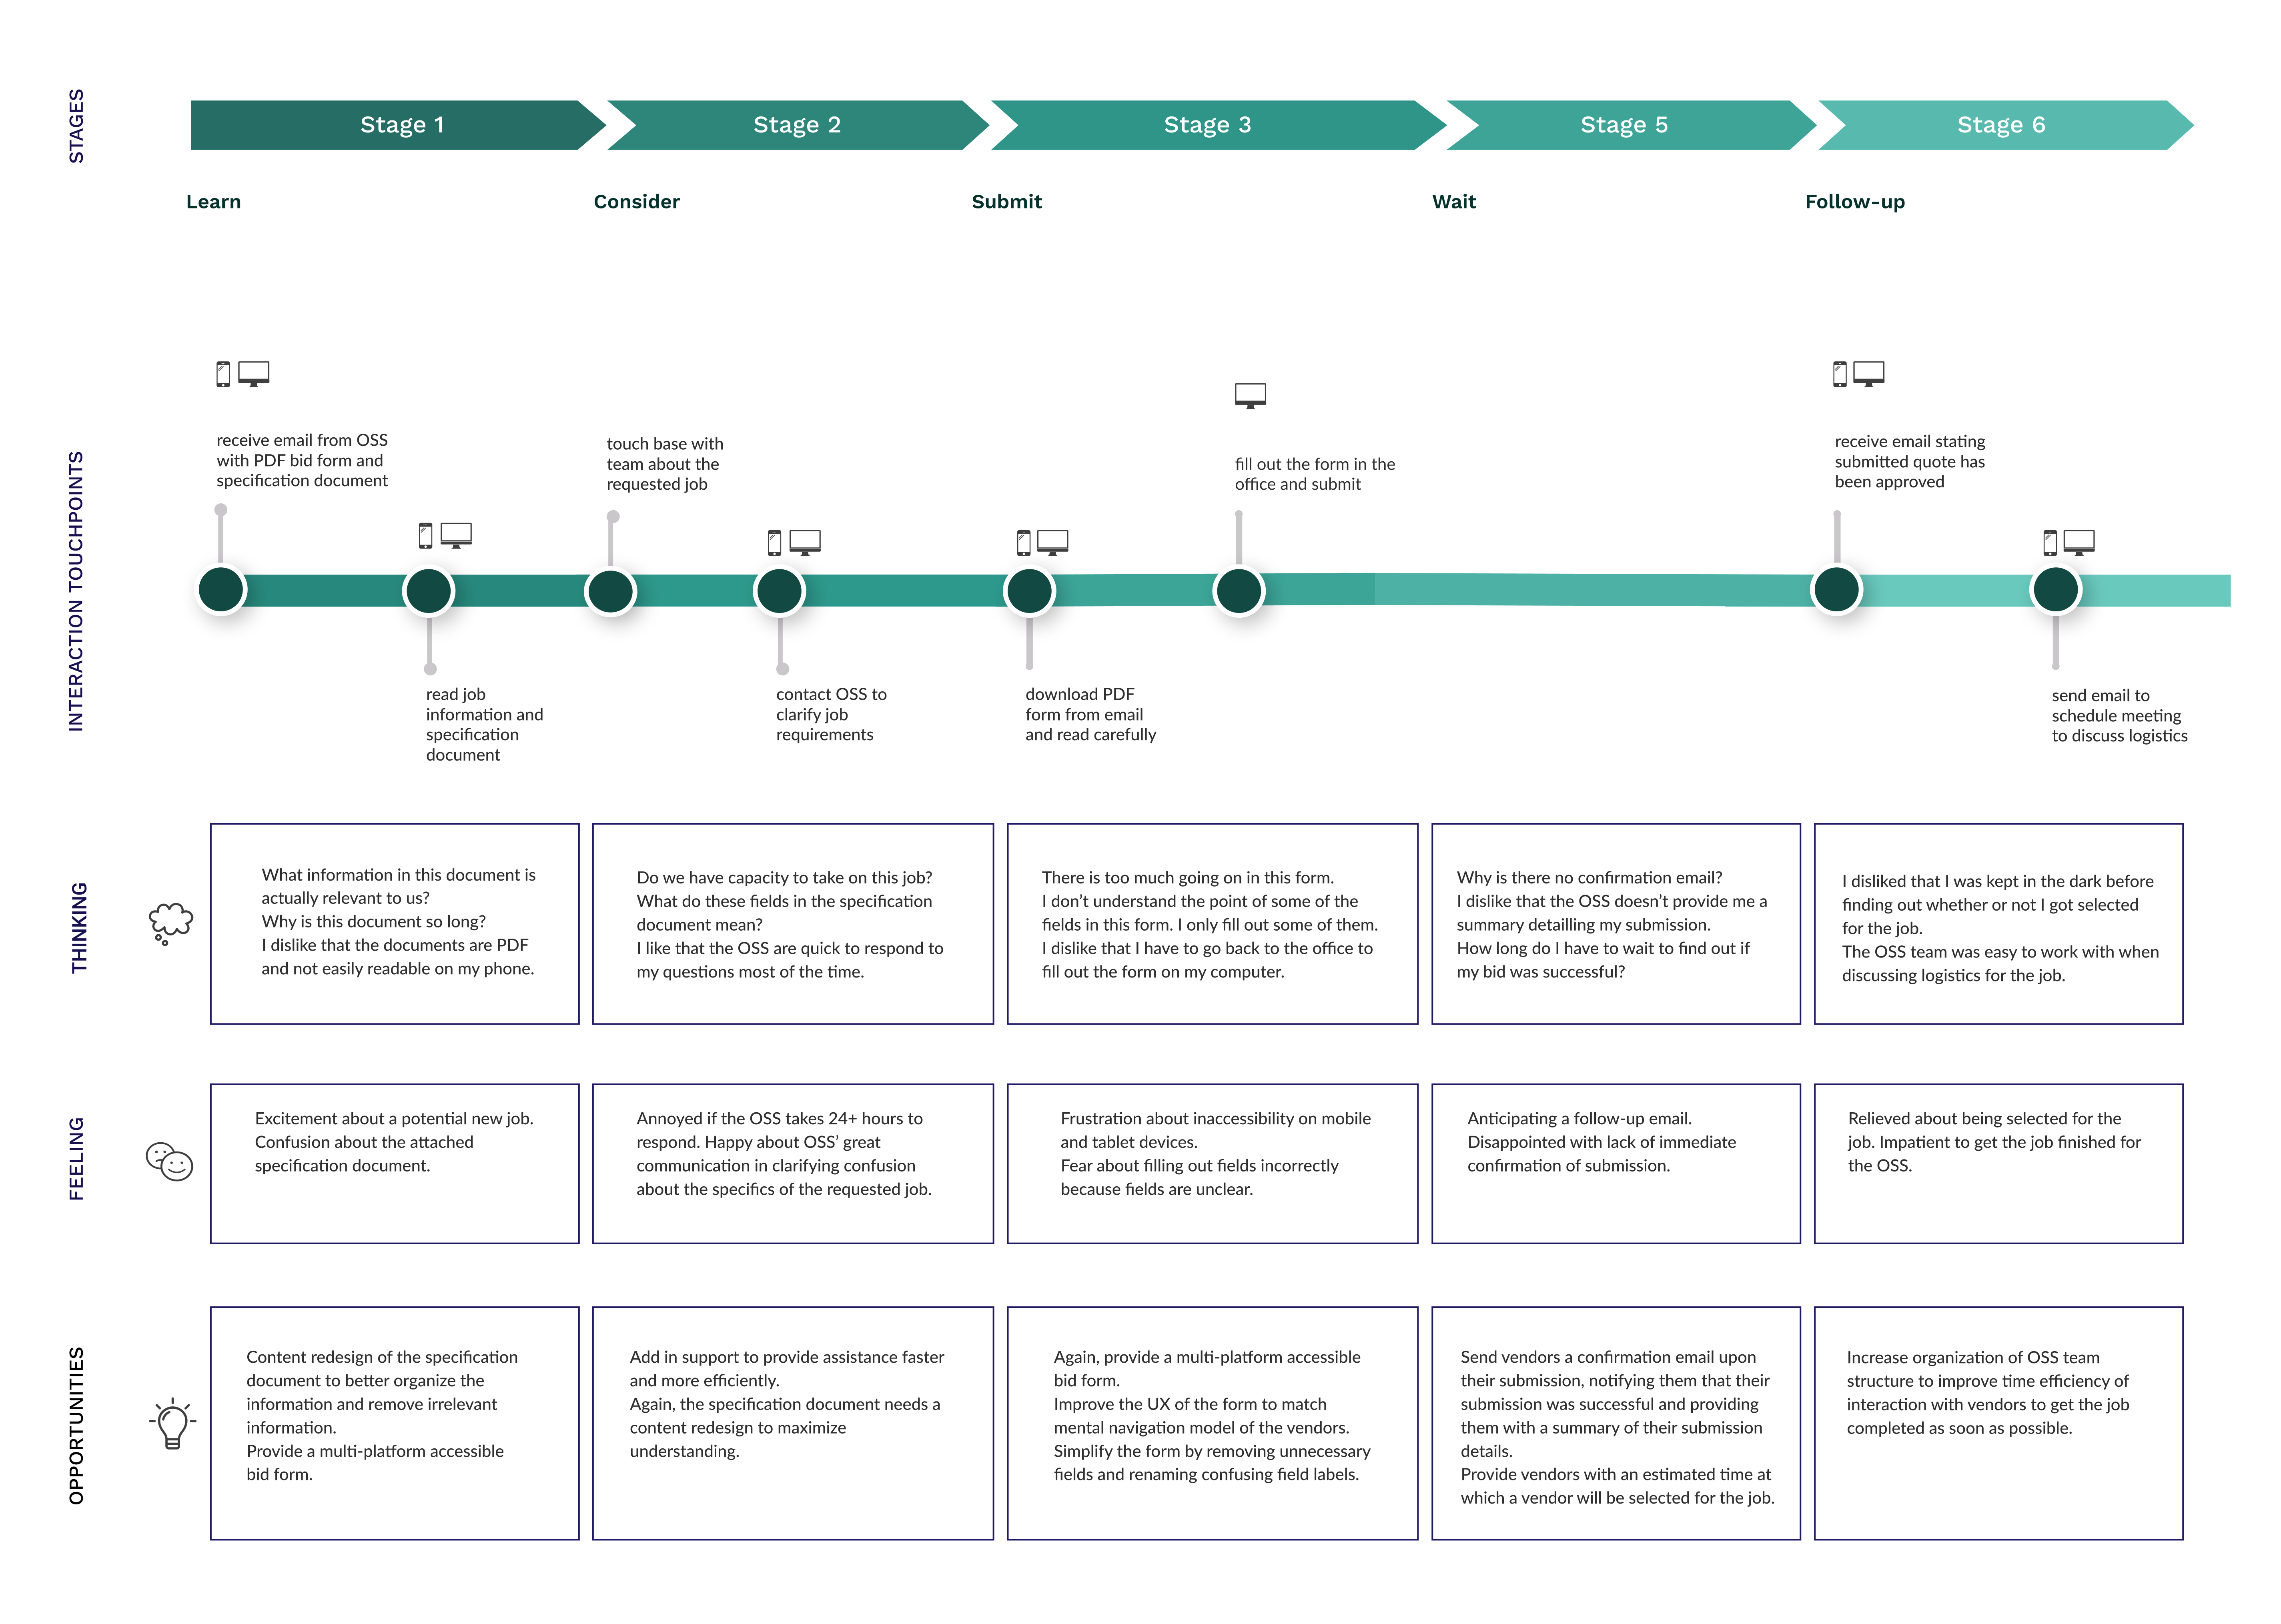 STAGES
Stage 1
Stage 2
Stage 3
Stage 5
Stage 6
Learn
Consider
Submit
Wait
Follow-up
INTERACTION TOUCHPOINTS
receive email from OSS
with PDF bid form and
specification document
read job
information and
specification
document
touch base with
team about the
requested job
contact OSS to
clarify job
requirements
download PDF
form from email
and read carefully
fill out the form in the
office and submit
receive email stating
submitted quote has
been approved
send email to
schedule meeting
to discuss logistics
THINKING
What information in this document is
actually relevant to us?
Why is this document so long?
I dislike that the documents are PDF
and not easily readable on my phone.
Do we have capacity to take on this job?
What do these fields in the specification
document mean?
I like that the OSS are quick to respond to
my questions most of the time.
There is too much going on in this form.
I don't understand the point of some of the
fields in this form. I only fill out some of them.
I dislike that I have to go back to the office to
fill out the form on my computer.
Why is there no confirmation email?
I dislike that the OSS doesn't provide me a
summary detailling my submission.
How long do I have to wait to find out if
my bid was successful?
I disliked that I was kept in the dark before
finding out whether or not I got selected
for the job.
The OSS team was easy to work with when
discussing logistics for the job.
FEELING
Excitement about a potential new job.
Confusion about the attached
specification document.
Annoyed if the OSS takes 24+ hours to
respond. Happy about OSS' great
communication in clarifying confusion
about the specifics of the requested job.
Frustration about inaccessibility on mobile
and tablet devices.
Fear about filling out fields incorrectly
because fields are unclear.
Anticipating a follow-up email.
Disappointed with lack of immediate
confirmation of submission.
Relieved about being selected for the
job. Impatient to get the job finished for
the OSS.
OPPORTUNITIES
Content redesign of the specification
document to better organize the
information and remove irrelevant
information.
Provide a multi-platform accessible
bid form.
Add in support to provide assistance faster
and more efficiently.
Again, the specification document needs a
content redesign to maximize
understanding.
Again, provide a multi-platform accessible
bid form.
Improve the UX of the form to match
mental navigation model of the vendors.
Simplify the form by removing unnecessary
fields and renaming confusing field labels.
Send vendors a confirmation email upon
their submission, notifying them that their
submission was successful and providing
them with a summary of their submission
details.
Provide vendors with an estimated time at
which a vendor will be selected for the job.
Increase organization of OSS team
structure to improve time efficiency of
interaction with vendors to get the job
completed as soon as possible.